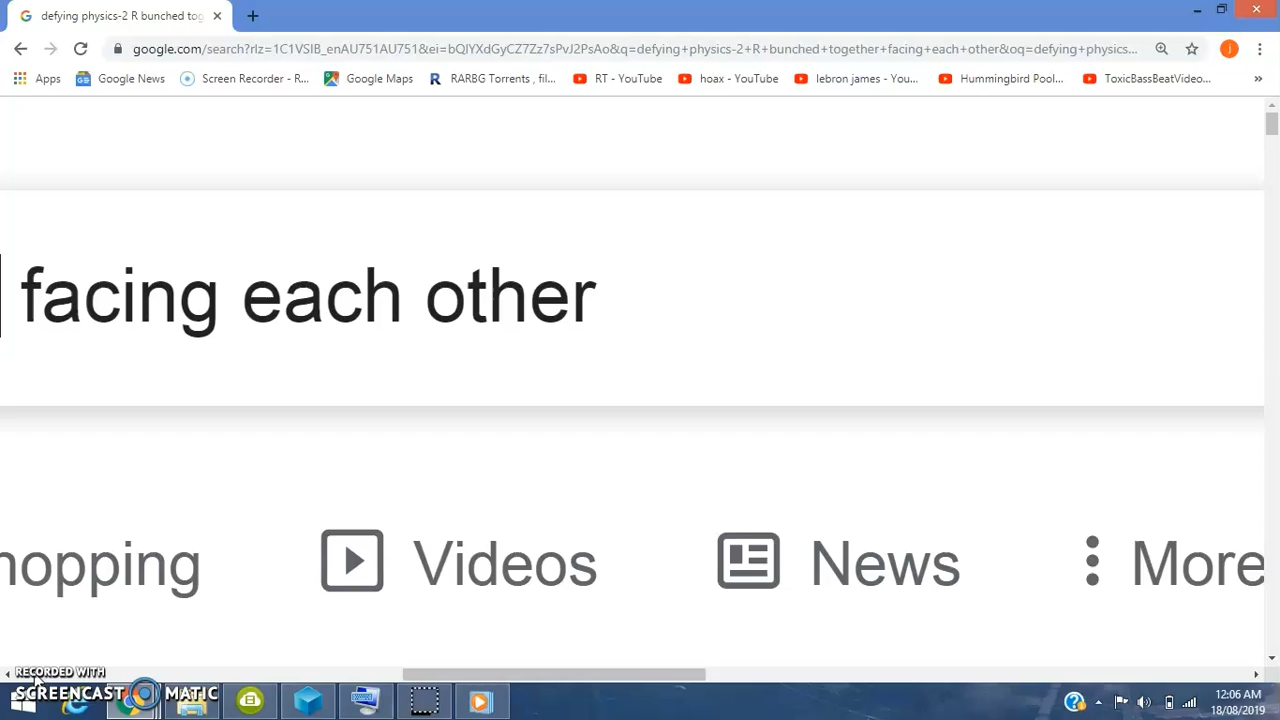 defying physics-2 R bunched tog
google.com/search?rlz=1C1VSIB_enAU751AU751&ei=bQlYXdGyCZ7Zz7sPvJ2PsAo&q=defying+physics-2+R+bunched+together+facing+each+other&oq=defying+physics...
Apps Google News Screen Recorder - R... Google Maps RARBG Torrents , fil... RT - YouTube hoax - YouTube lebron james - You... Hummingbird Pool... ToxicBassBeatVideo... »
facing each other
hopping Videos News More
RECORDED WITH
SCREENCAST MATIC
12:06 AM
18/08/2019